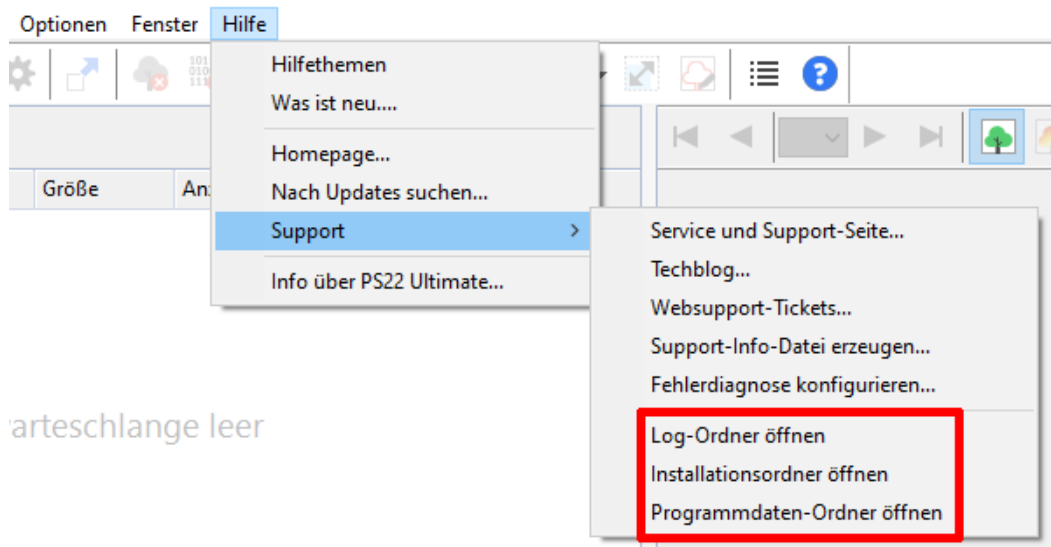 Optionen Fenster Hilfe
Hilfethemen
Was ist neu....
Homepage...
Nach Updates suchen...
Support
Info über PS22 Ultimate...
Größe
An
Service und Support-Seite...
Techblog...
Websupport-Tickets...
Support-Info-Datei erzeugen...
Fehlerdiagnose konfigurieren...
Log-Ordner öffnen
Installationsordner öffnen
Programmdaten-Ordner öffnen
arteschlange leer